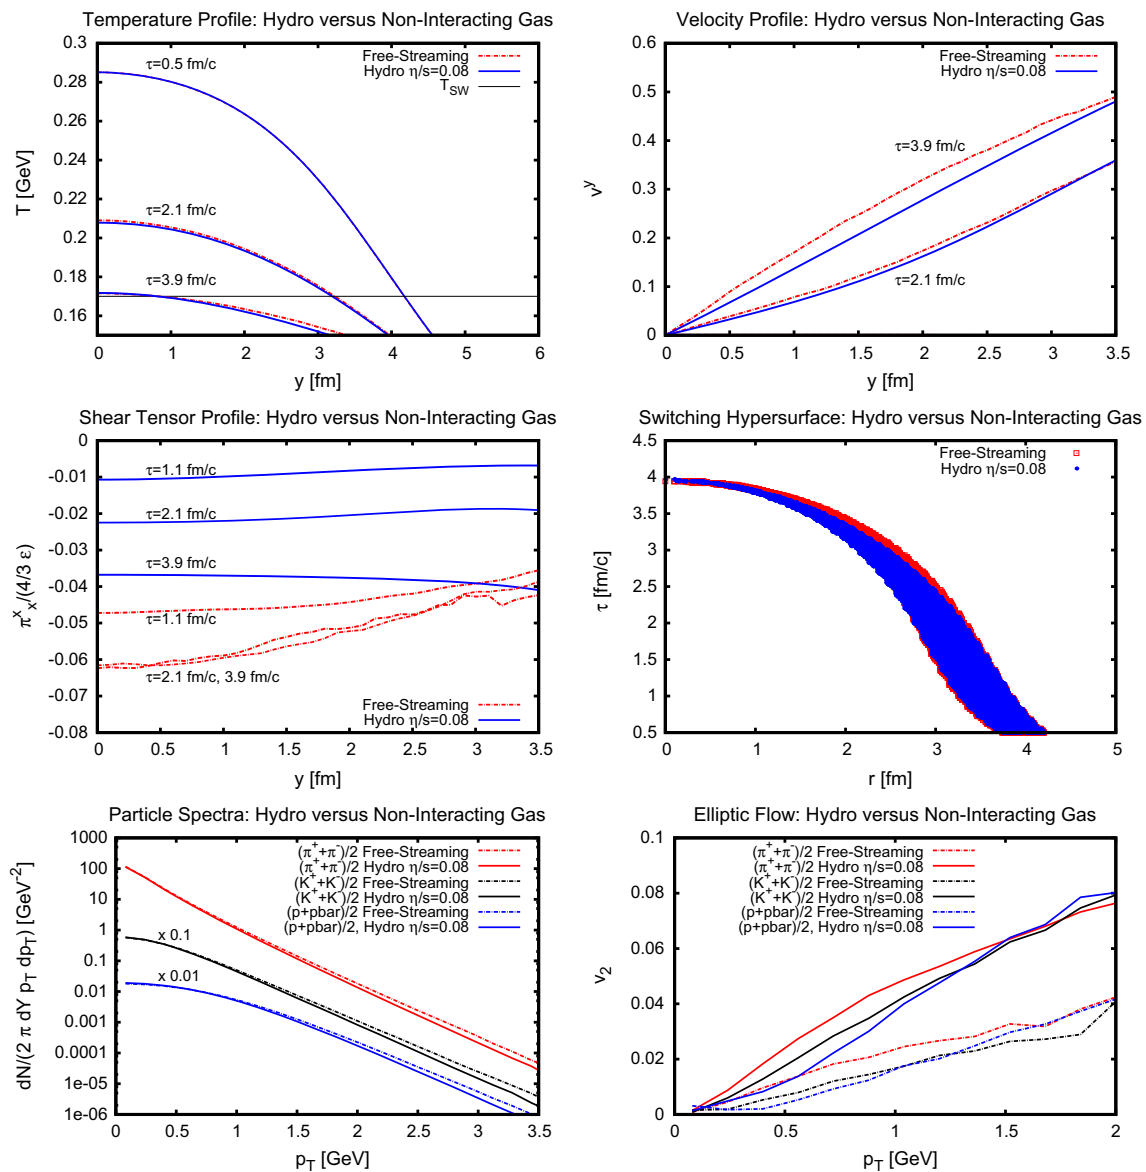 Temperature Profile: Hydro versus Non-Interacting Gas
T [GeV]
0.3
0.28
0.26
0.24
0.22
0.2
0.18
0.16
τ=0.5 fm/c
τ=2.1 fm/c
τ=3.9 fm/c
Free-Streaming
Hydro η/s=0.08
T_SW
0 1 2 3 4 5 6
y [fm]
Velocity Profile: Hydro versus Non-Interacting Gas
v^y
0.6
0.5
0.4
0.3
0.2
0.1
0
Free-Streaming
Hydro η/s=0.08
τ=3.9 fm/c
τ=2.1 fm/c
0 0.5 1 1.5 2 2.5 3 3.5
y [fm]
Shear Tensor Profile: Hydro versus Non-Interacting Gas
π^x_x/(4/3 ε)
0
-0.01
-0.02
-0.03
-0.04
-0.05
-0.06
-0.07
-0.08
τ=1.1 fm/c
τ=2.1 fm/c
τ=3.9 fm/c
τ=1.1 fm/c
τ=2.1 fm/c, 3.9 fm/c
Free-Streaming
Hydro η/s=0.08
0 0.5 1 1.5 2 2.5 3 3.5
y [fm]
Switching Hypersurface: Hydro versus Non-Interacting Gas
τ [fm/c]
4.5
4
3.5
3
2.5
2
1.5
1
0.5
Free-Streaming
Hydro η/s=0.08
0 1 2 3 4 5
r [fm]
Particle Spectra: Hydro versus Non-Interacting Gas
dN/(2 π dY p_T dp_T) [GeV^-2]
1000
100
10
1
0.1
0.01
0.001
0.0001
1e-05
1e-06
(π^+ +π^-)/2 Free-Streaming
(π^+ +π^-)/2 Hydro η/s=0.08
(K^+ +K^-)/2 Free-Streaming
(K^+ +K^-)/2 Hydro η/s=0.08
(p+pbar)/2 Free-Streaming
(p+pbar)/2, Hydro η/s=0.08
x 0.1
x 0.01
0 0.5 1 1.5 2 2.5 3 3.5
p_T [GeV]
Elliptic Flow: Hydro versus Non-Interacting Gas
v_2
0.1
0.08
0.06
0.04
0.02
0
(π^+ +π^-)/2 Free-Streaming
(π^+ +π^-)/2 Hydro η/s=0.08
(K^+ +K^-)/2 Free-Streaming
(K^+ +K^-)/2 Hydro η/s=0.08
(p+pbar)/2 Free-Streaming
(p+pbar)/2, Hydro η/s=0.08
0 0.5 1 1.5 2
p_T [GeV]